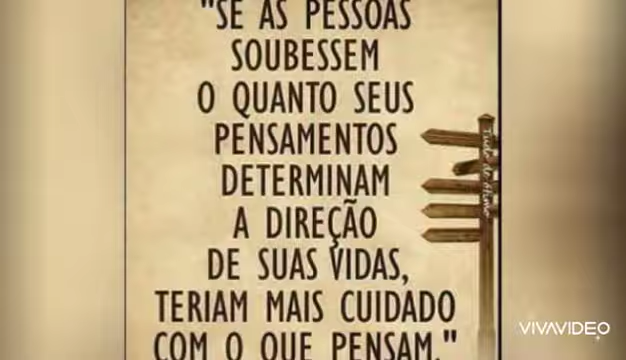 "SE AS PESSOAS
SOUBESSEM
O QUANTO SEUS
PENSAMENTOS
DETERMINAM
A DIREÇÃO
DE SUAS VIDAS,
TERIAM MAIS CUIDADO
COM O QUE PENSAM."
VIVAVIDEO